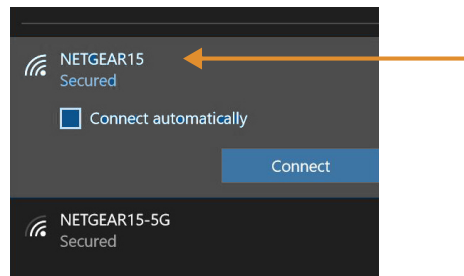 NETGEAR15
Secured
Connect automatically
Connect
NETGEAR15-5G
Secured